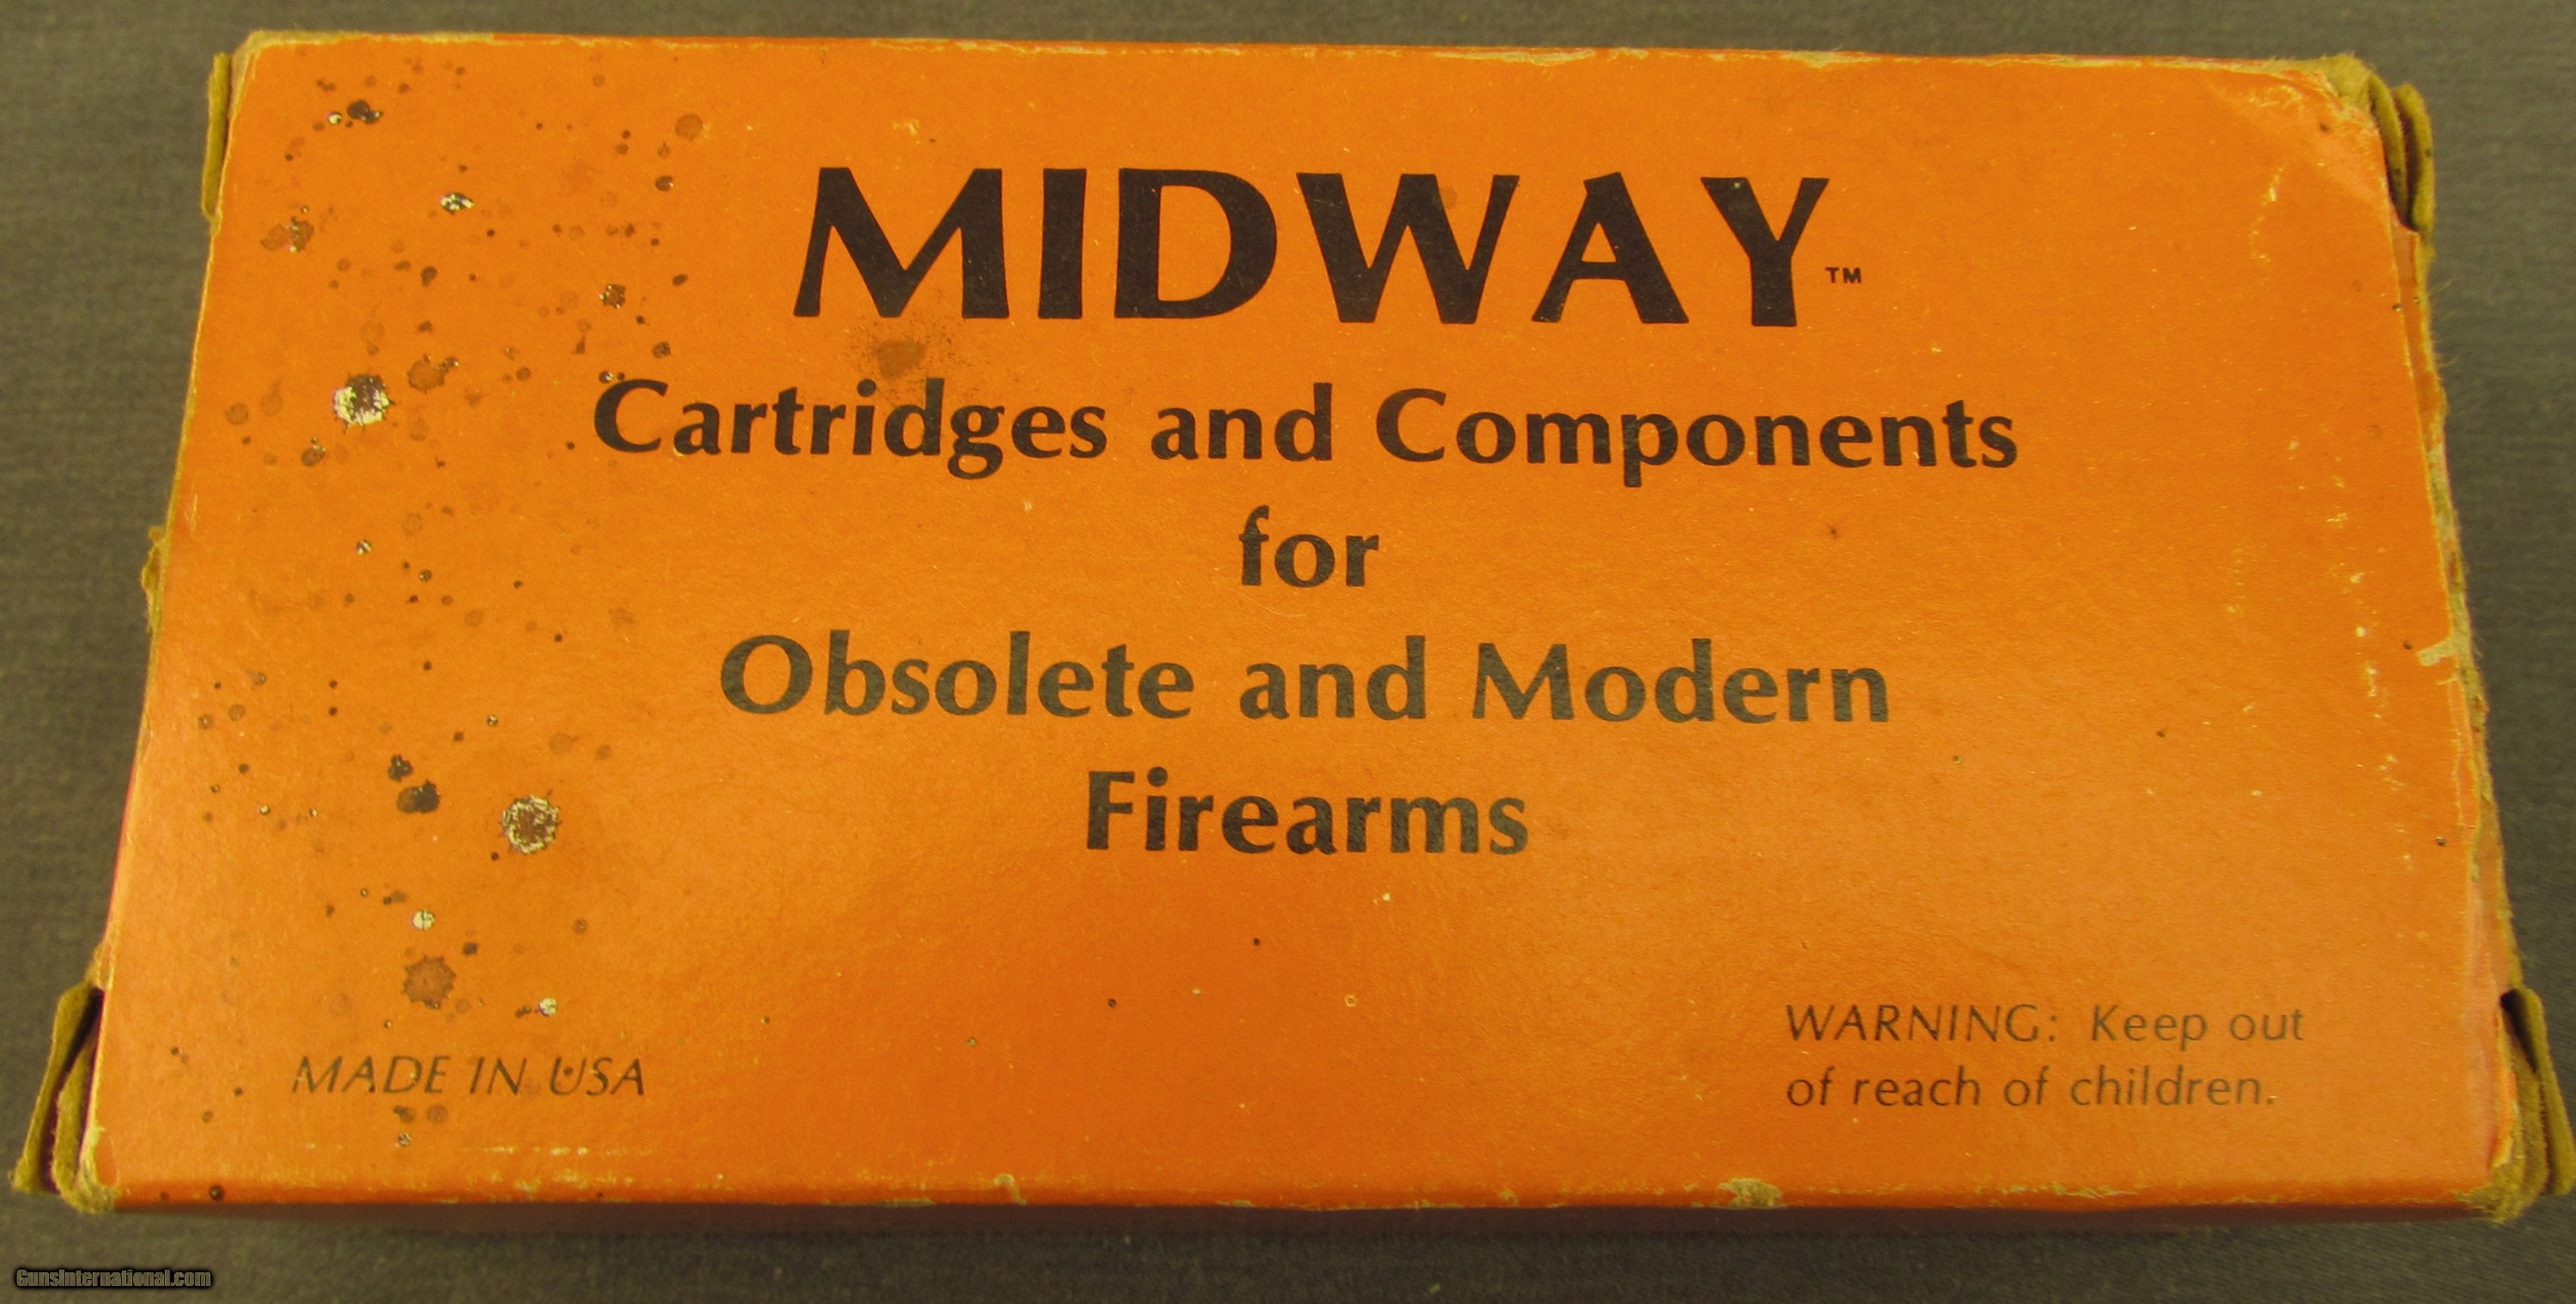 MIDWAY™
Cartridges and Components
for
Obsolete and Modern
Firearms
MADE IN USA
WARNING: Keep out
of reach of children.
GunsInternational.com